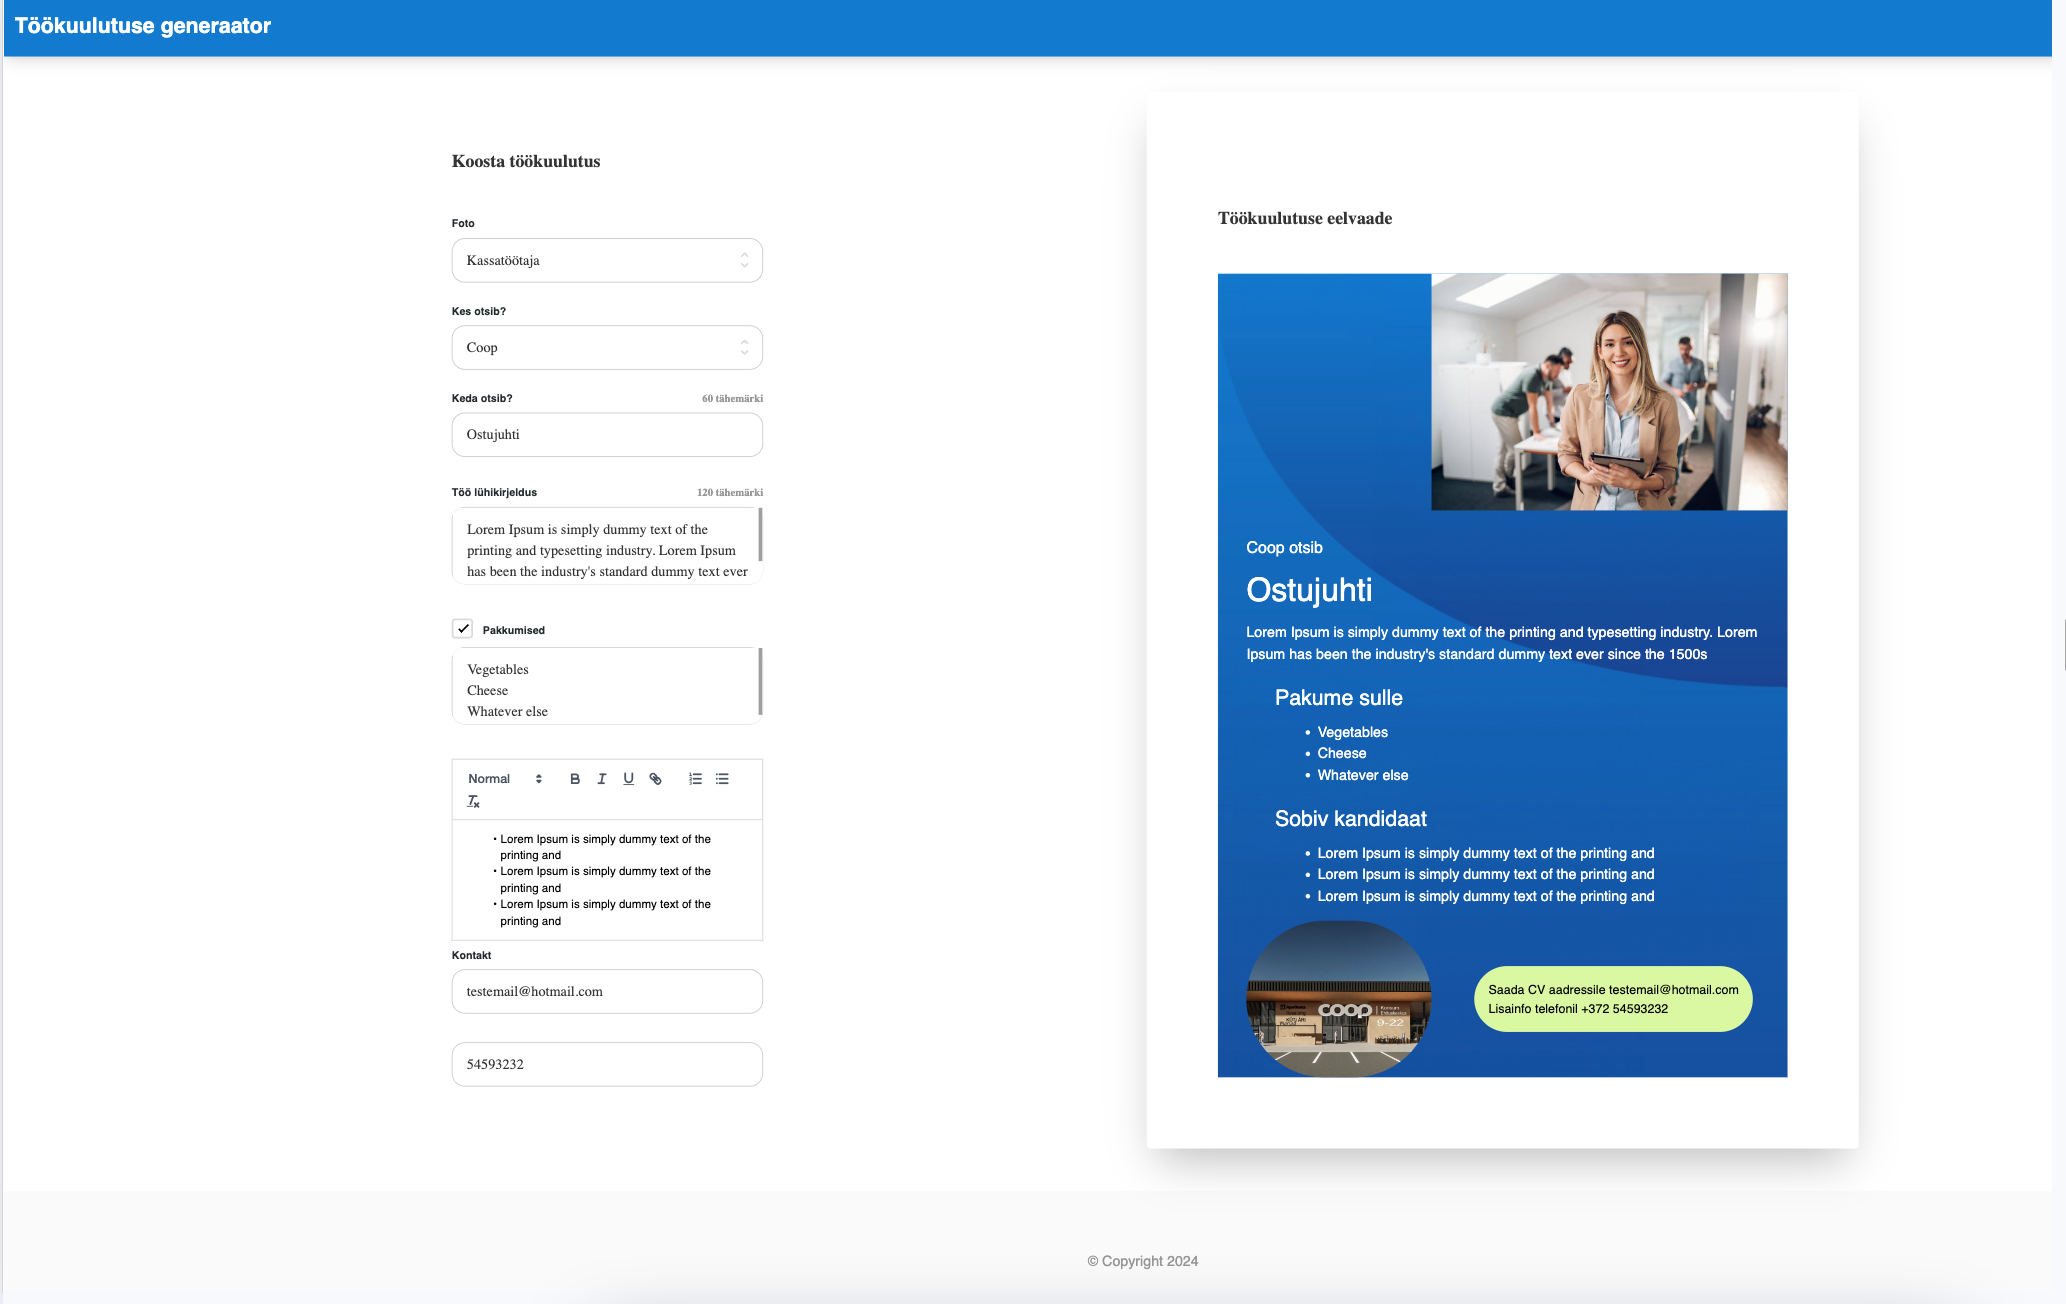 Töökuulutuse generaator
Koosta töökuulutus
Foto
Kassatöötaja
Kes otsib?
Coop
Keda otsib?
60 tähemärki
Ostujuhti
Töö lühikirjeldus
120 tähemärki
Lorem Ipsum is simply dummy text of the
printing and typesetting industry. Lorem Ipsum
has been the industry's standard dummy text ever
Pakkumised
Vegetables
Cheese
Whatever else
Normal
• Lorem Ipsum is simply dummy text of the
printing and
• Lorem Ipsum is simply dummy text of the
printing and
• Lorem Ipsum is simply dummy text of the
printing and
Kontakt
testemail@hotmail.com
54593232
Töökuulutuse eelvaade
Coop otsib
Ostujuhti
Lorem Ipsum is simply dummy text of the printing and typesetting industry. Lorem
Ipsum has been the industry's standard dummy text ever since the 1500s
Pakume sulle
• Vegetables
• Cheese
• Whatever else
Sobiv kandidaat
• Lorem Ipsum is simply dummy text of the printing and
• Lorem Ipsum is simply dummy text of the printing and
• Lorem Ipsum is simply dummy text of the printing and
coop
Konsum
9-22
Saada CV aadressile testemail@hotmail.com
Lisainfo telefonil +372 54593232
© Copyright 2024